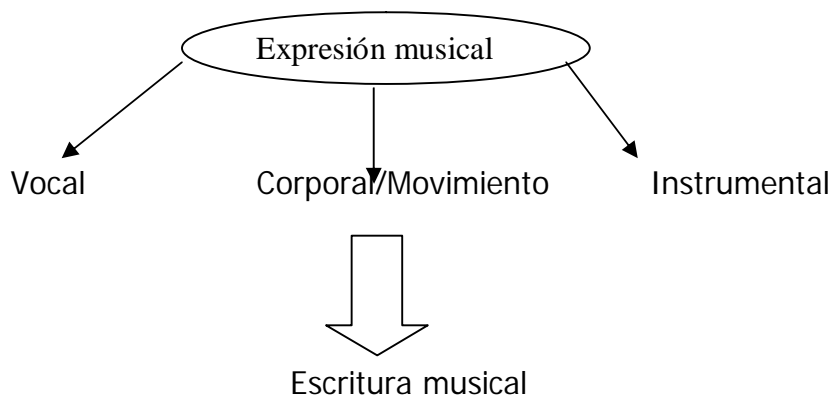 Expresión musical
Vocal Corporal/Movimiento Instrumental
Escritura musical